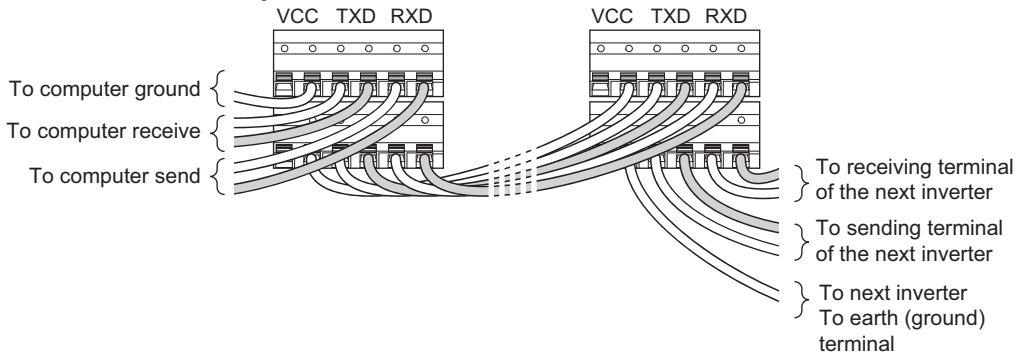 VCC TXD RXD
VCC TXD RXD
To computer ground
To computer receive
To computer send
To receiving terminal
of the next inverter
To sending terminal
of the next inverter
To next inverter
To earth (ground)
terminal